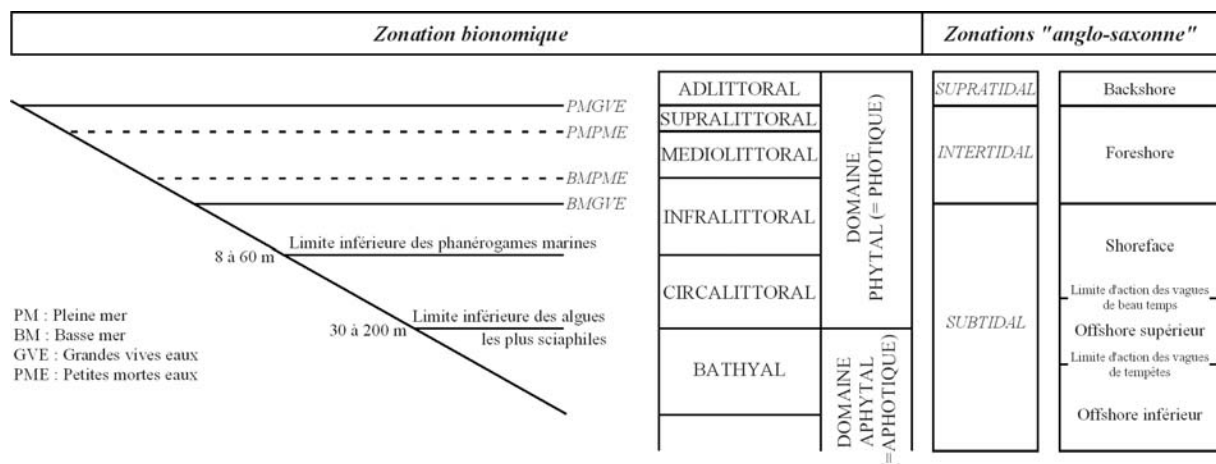 Zonation bionomique
Zonations "anglo-saxonne"
PMGVE
PMPME
BMPME
BMGVE
Limite inférieure des phanérogames marines
8 à 60 m
Limite inférieure des algues
les plus sciaphiles
30 à 200 m
PM : Pleine mer
BM : Basse mer
GVE : Grandes vives eaux
PME : Petites mortes eaux
ADLITTORAL
SUPRALITTORAL
MEDIOLITTORAL
INFRALITTORAL
CIRCALITTORAL
BATHYAL
DOMAINE
PHYTAL (= PHOTIQUE)
DOMAINE
APHYTAL
(=APHOTIQUE)
SUPRATIDAL
INTERTIDAL
SUBTIDAL
Backshore
Foreshore
Shoreface
Limite d'action des vagues
de beau temps
Offshore supérieur
Limite d'action des vagues
de tempêtes
Offshore inférieur